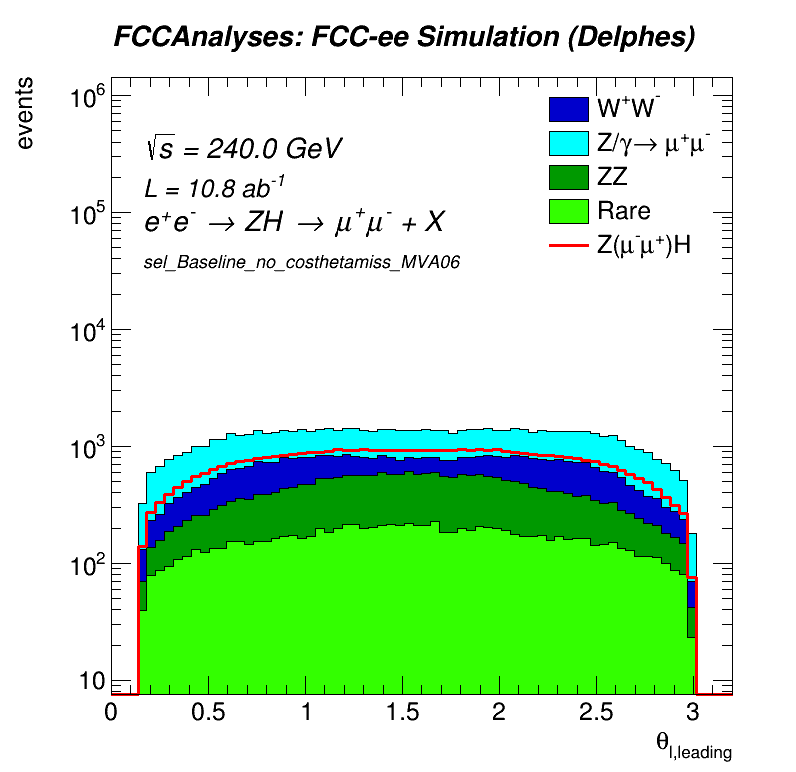 FCCAnalyses: FCC-ee Simulation (Delphes)
events
10⁶
10⁵
10⁴
10³
10²
10
√s = 240.0 GeV
L = 10.8 ab⁻¹
e⁺e⁻ → ZH → μ⁺μ⁻ + X
sel_Baseline_no_costhetamiss_MVA06
W⁺W⁻
Z/γ→ μ⁺μ⁻
ZZ
Rare
Z(μ⁻μ⁺)H
0 0.5 1 1.5 2 2.5 3
θl,leading